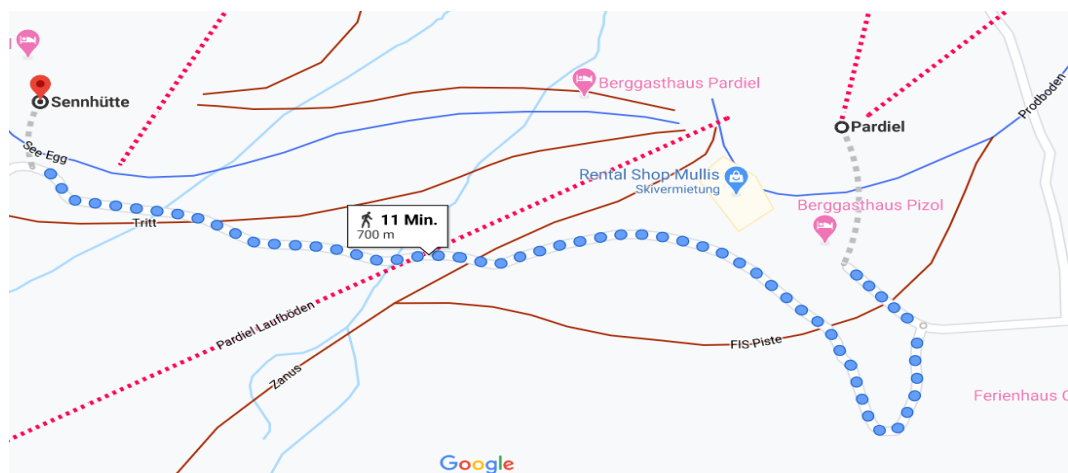 Berggasthaus Pardiel
Sennhütte
Pardiel
Prodboden
See Egg
Rental Shop Mullis
Skivermietung
Berggasthaus Pizol
Tritt
11 Min.
700 m
Pardiel-Laufböden
FIS-Piste
Zanus
Ferienhaus
Google